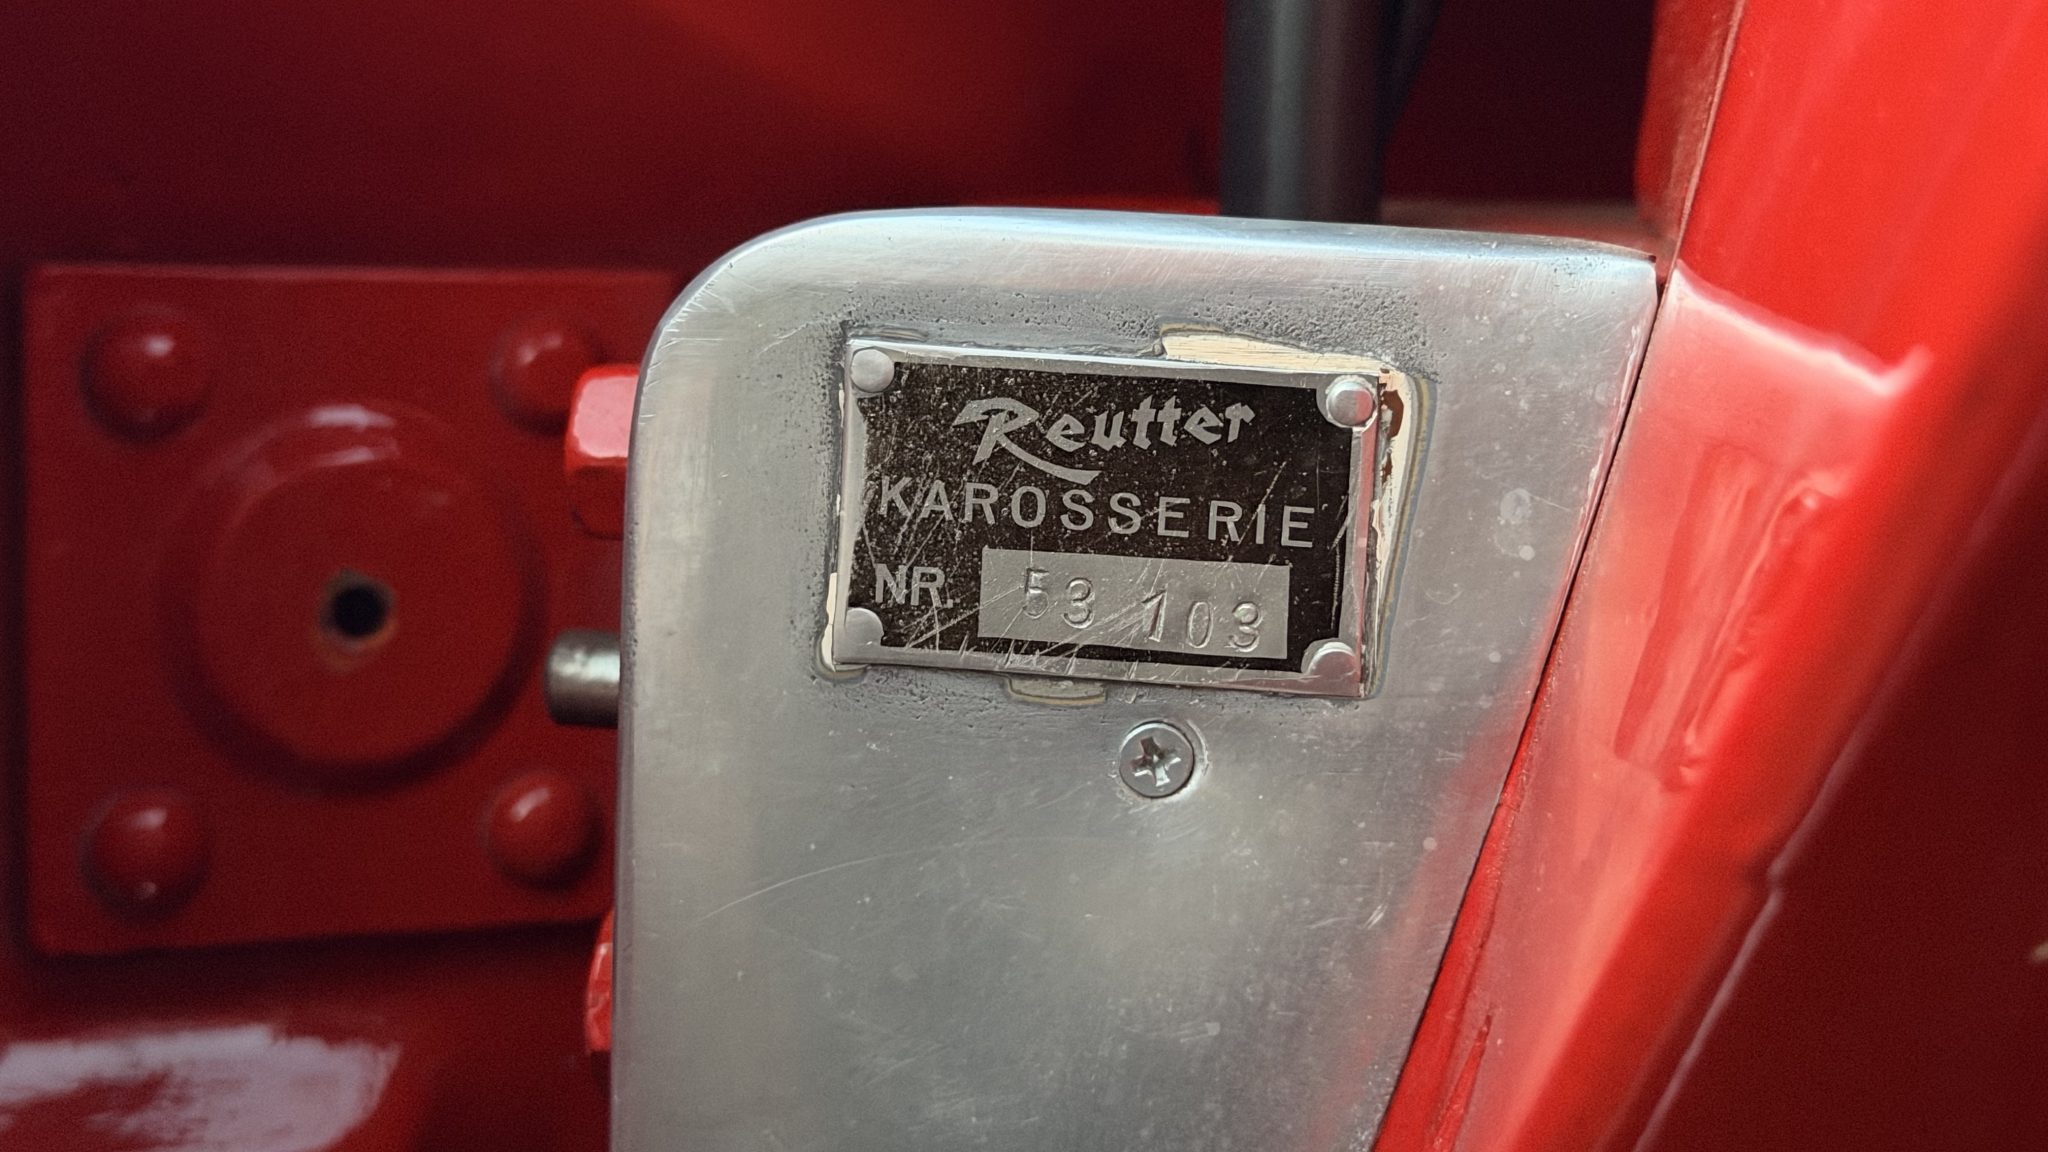 Reutter
KAROSSERIE
NR. 53 103